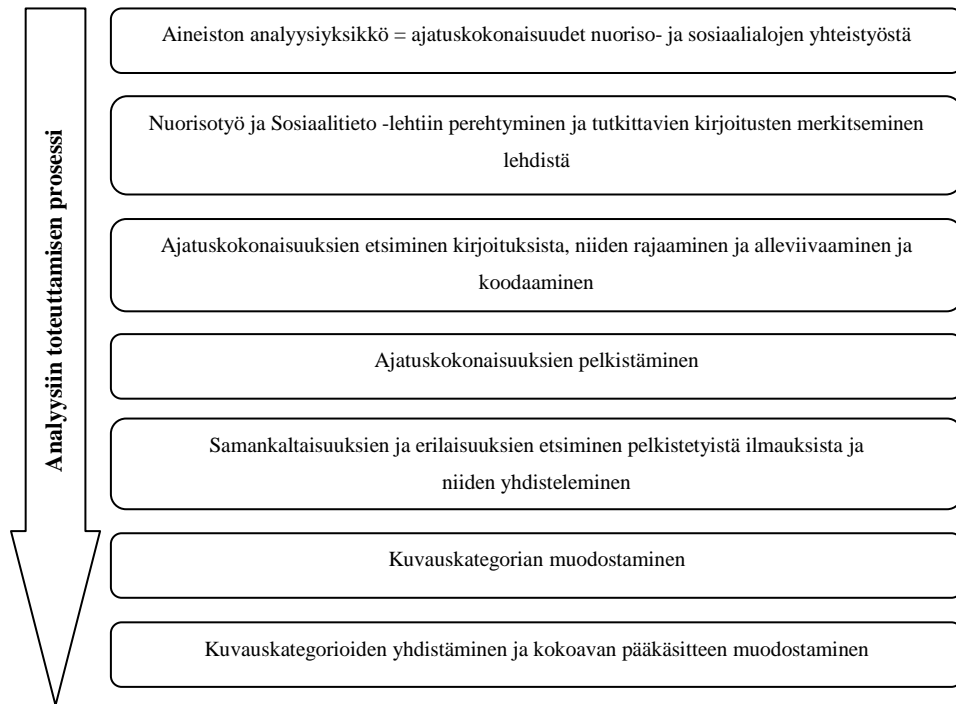 Analyysiin toteuttamisen prosessi
Aineiston analyysiyksikkö = ajatuskokonaisuudet nuoriso- ja sosiaalialojen yhteistyöstä
Nuorisotyö ja Sosiaalitieto -lehtiin perehtyminen ja tutkittavien kirjoitusten merkitseminen
lehdistä
Ajatuskokonaisuuksien etsiminen kirjoituksista, niiden rajaaminen ja alleviivaaminen ja
koodaaminen
Ajatuskokonaisuuksien pelkistäminen
Samankaltaisuuksien ja erilaisuuksien etsiminen pelkistetyistä ilmauksista ja
niiden yhdisteleminen
Kuvauskategorian muodostaminen
Kuvauskategorioiden yhdistäminen ja kokoavan pääkäsitteen muodostaminen